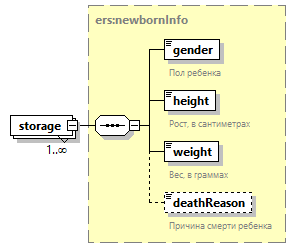 ers:newbornInfo
gender
Пол ребенка
height
Рост, в сантиметрах
storage
1..∞
weight
Вес, в граммах
deathReason
Причина смерти ребенка